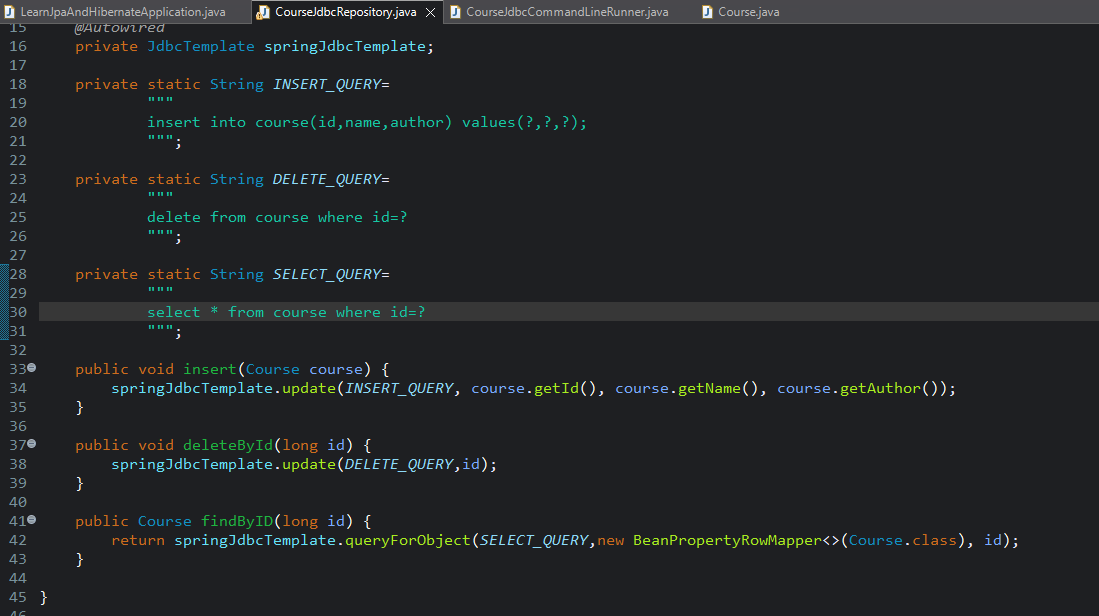 LearnJpaAndHibernateApplication.java CourseJdbcRepository.java CourseJdbcCommandLineRunner.java Course.java
15 @Autowired
16 private JdbcTemplate springJdbcTemplate;
17
18 private static String INSERT_QUERY=
19 """
20 insert into course(id,name,author) values(?,?,?);
21 """;
22
23 private static String DELETE_QUERY=
24 """
25 delete from course where id=?
26 """;
27
28 private static String SELECT_QUERY=
29 """
30 select * from course where id=?
31 """;
32
33 public void insert(Course course) {
34 springJdbcTemplate.update(INSERT_QUERY, course.getId(), course.getName(), course.getAuthor());
35 }
36
37 public void deleteById(long id) {
38 springJdbcTemplate.update(DELETE_QUERY,id);
39 }
40
41 public Course findByID(long id) {
42 return springJdbcTemplate.queryForObject(SELECT_QUERY,new BeanPropertyRowMapper<>(Course.class), id);
43 }
44
45 }
46